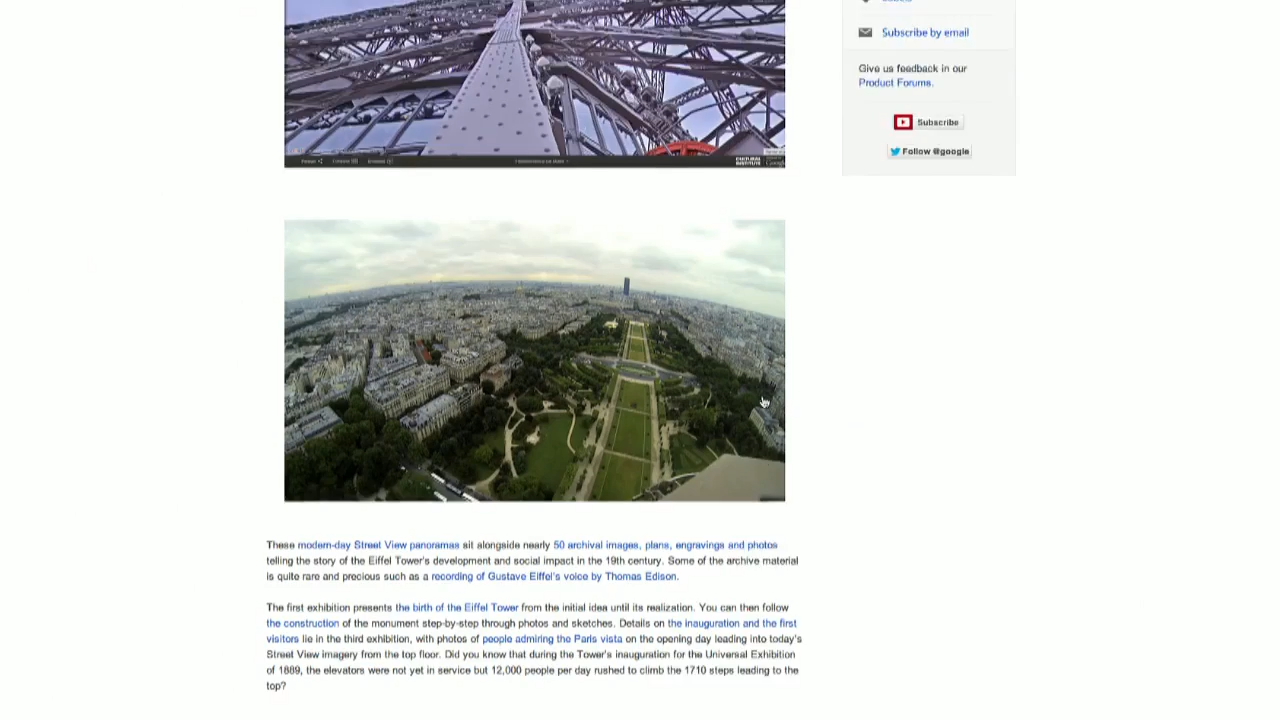 Subscribe by email
Give us feedback in our
Product Forums.
Subscribe
Follow @google
CULTURAL
INSTITUTE
Google
These modern-day Street View panoramas sit alongside nearly 50 archival images, plans, engravings and photos
telling the story of the Eiffel Tower's development and social impact in the 19th century. Some of the archive material
is quite rare and precious such as a recording of Gustave Eiffel's voice by Thomas Edison.
The first exhibition presents the birth of the Eiffel Tower from the initial idea until its realization. You can then follow
the construction of the monument step-by-step through photos and sketches. Details on the inauguration and the first
visitors lie in the third exhibition, with photos of people admiring the Paris vista on the opening day leading into today's
Street View imagery from the top floor. Did you know that during the Tower's inauguration for the Universal Exhibition
of 1889, the elevators were not yet in service but 12,000 people per day rushed to climb the 1710 steps leading to the
top?